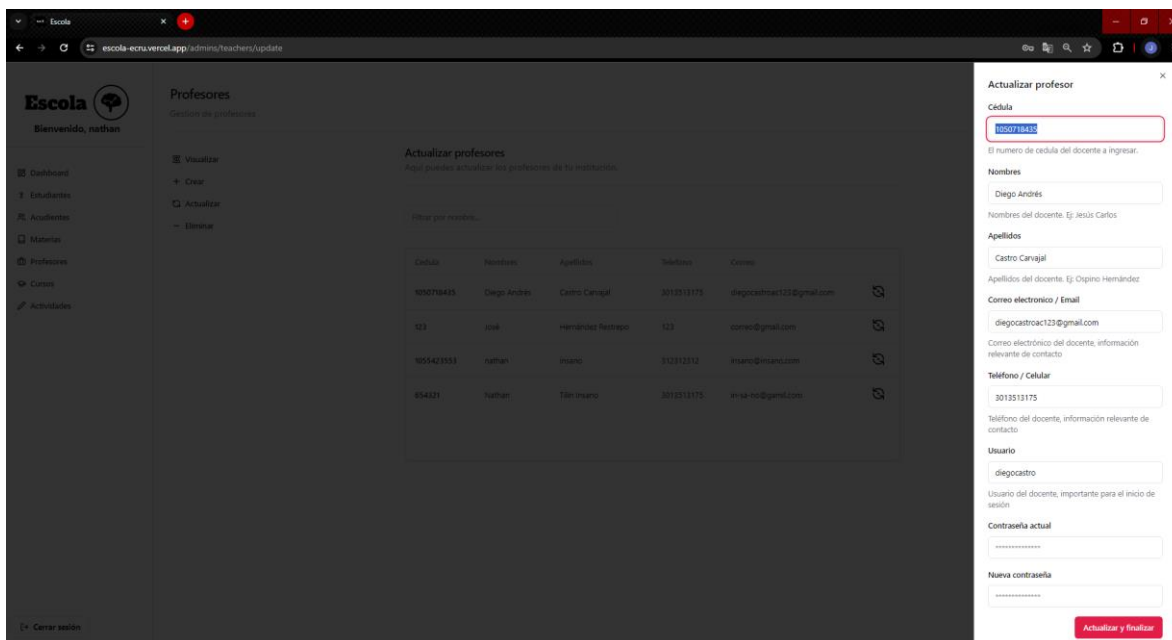 Escola
escola-ecru.vercel.app/admins/teachers/update
J
Escola
Bienvenido, nathan
Dashboard
Estudiantes
Acudientes
Materias
Profesores
Cursos
Actividades
Cerrar sesión
Profesores
Gestión de profesores
Visualizar
Crear
Actualizar
Eliminar
Actualizar profesores
Aquí puedes actualizar los profesores de tu institución.
Filtrar por nombre...
Cédula Nombres Apellidos Teléfono Correo
1050718435 Diego Andrés Castro Carvajal 3013513175 diegocastroac123@gmail.com
123 José Hernández Restrepo 123 correo@gmail.com
1055423553 nathan insano 312312312 insano@incano.com
654321 Nathan Tilin insano 3013513175
Actualizar profesor
Cédula
1050718435
El numero de cedula del docente a ingresar.
Nombres
Diego Andrés
Nombres del docente. Ej: Jesús Carlos
Apellidos
Castro Carvajal
Apellidos del docente. Ej: Ospino Hernández
Correo electronico / Email
diegocastroac123@gmail.com
Correo electrónico del docente, información
relevante de contacto
Teléfono / Celular
3013513175
Teléfono del docente, información relevante de
contacto
Usuario
diegocastro
Usuario del docente, importante para el inicio de
sesión
Contraseña actual
**************
Nueva contraseña
**************
Actualizar y finalizar